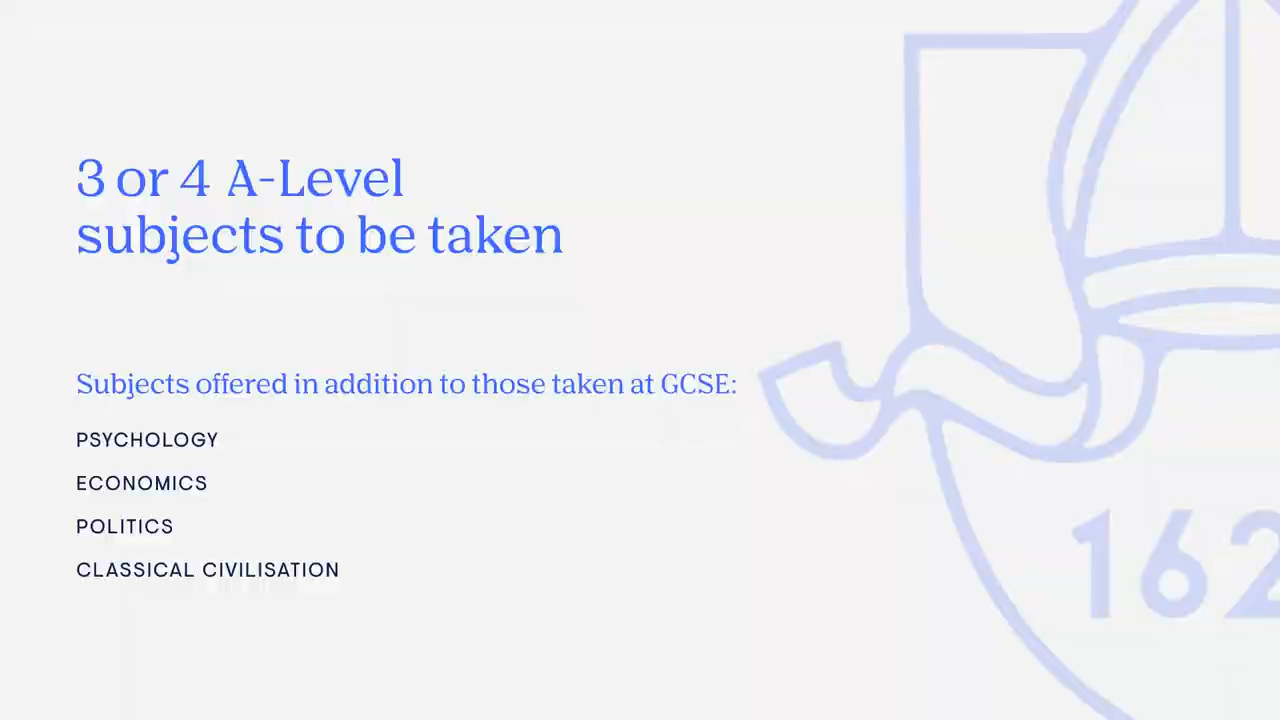 3 or 4 A-Level
subjects to be taken
Subjects offered in addition to those taken at GCSE:
PSYCHOLOGY
ECONOMICS
POLITICS
CLASSICAL CIVILISATION
162